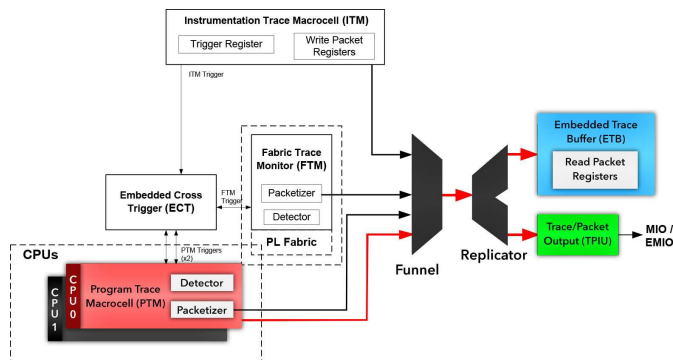 Instrumentation Trace Macrocell (ITM)
Trigger Register
Write Packet
Registers
ITM Trigger
Embedded Trace
Buffer (ETB)
Read Packet
Registers
Fabric Trace
Monitor (FTM)
Packetizer
Detector
PL Fabric
FTM
Trigger
Embedded Cross
Trigger (ECT)
PTM Triggers
(x2)
Funnel
Replicator
Trace/Packet
Output (TPIU)
MIO /
EMIO
CPUs
CPU1
CPU0
Program Trace
Macrocell (PTM)
Detector
Packetizer